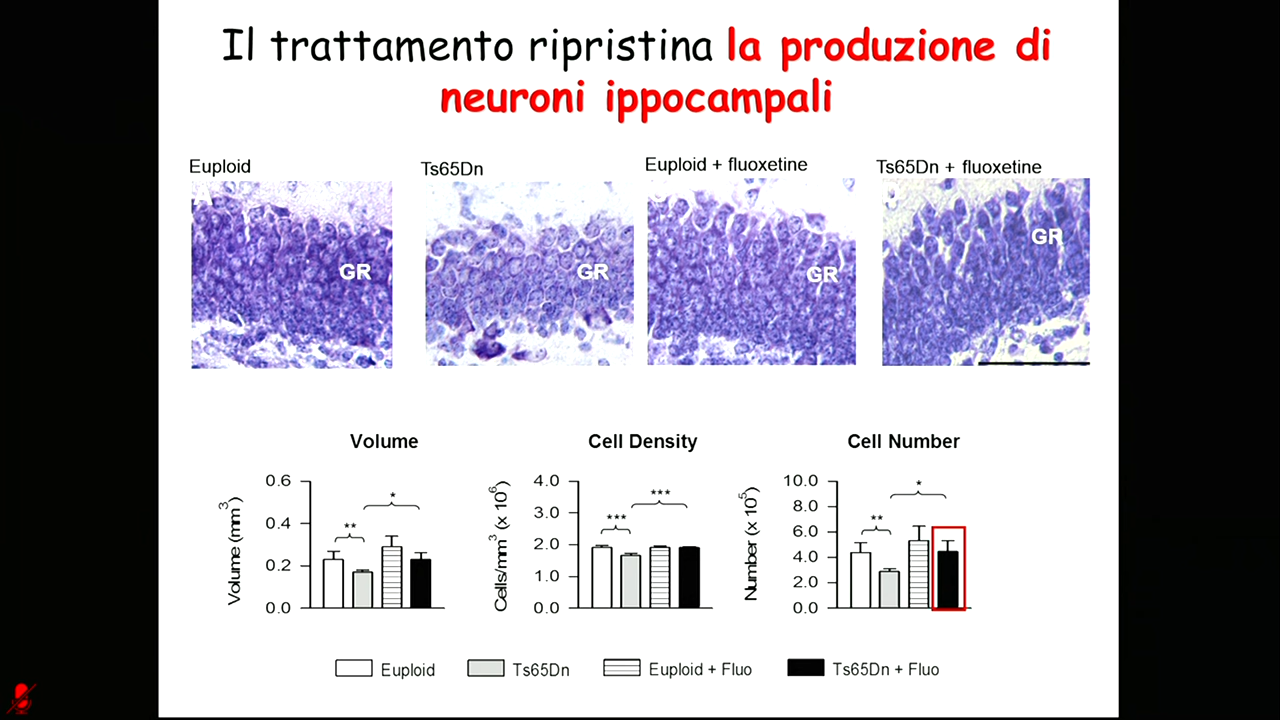 Il trattamento ripristina la produzione di
neuroni ippocampali
Euploid
Ts65Dn
Euploid + fluoxetine
Ts65Dn + fluoxetine
GR
GR
GR
GR
Volume
Cell Density
Cell Number
Volume (mm³)
0.6
0.4
0.2
0.0
**
*
Cells/mm³ (x 10⁶)
4.0
3.0
2.0
1.0
0.0
***
***
Number (x 10⁵)
10.0
8.0
6.0
4.0
2.0
0.0
**
*
Euploid
Ts65Dn
Euploid + Fluo
Ts65Dn + Fluo